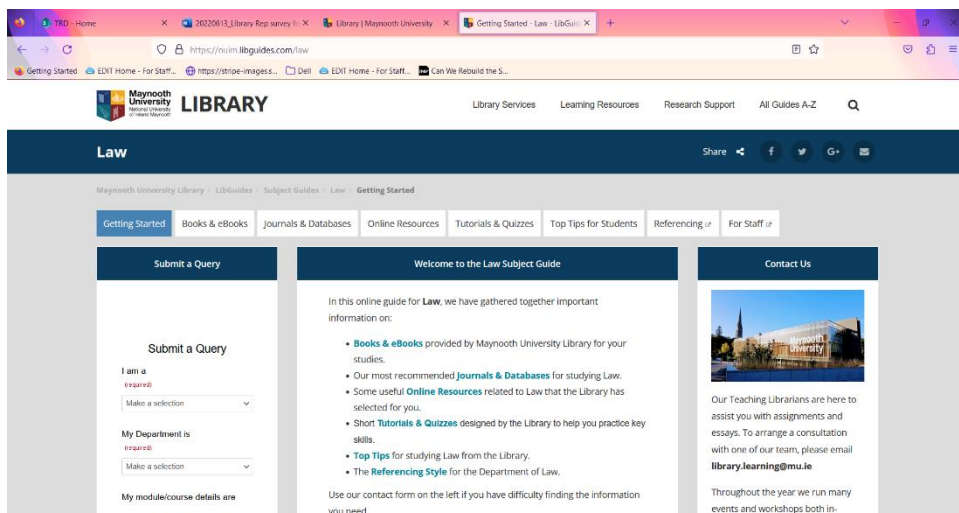 TRD - Home
20220613_Library Rep survey
Library | Maynooth University
Getting Started - Law - LibGuid
https://nuim.libguides.com/law
Getting Started
EDIT Home - For Staff...
https://stripe-images.s...
Dell
EDIT Home - For Staff...
Can We Rebuild the S...
Maynooth
University
National University
of Ireland Maynooth
LIBRARY
Library Services
Learning Resources
Research Support
All Guides A-Z
Law
Share
Maynooth University Library / LibGuides / Subject Guides / Law / Getting Started
Getting Started
Books & eBooks
Journals & Databases
Online Resources
Tutorials & Quizzes
Top Tips for Students
Referencing
For Staff
Submit a Query
Submit a Query
I am a
(required)
Make a selection
My Department is
(required)
Make a selection
My module/course details are
Welcome to the Law Subject Guide
In this online guide for Law, we have gathered together important
information on:
• Books & eBooks provided by Maynooth University Library for your
studies.
• Our most recommended Journals & Databases for studying Law.
• Some useful Online Resources related to Law that the Library has
selected for you.
• Short Tutorials & Quizzes designed by the Library to help you practice key
skills.
• Top Tips for studying Law from the Library.
• The Referencing Style for the Department of Law.
Use our contact form on the left if you have difficulty finding the information
you need.
Contact Us
Maynooth
University
Our Teaching Librarians are here to
assist you with assignments and
essays. To arrange a consultation
with one of our team, please email
library.learning@mu.ie
Throughout the year we run many
events and workshops both in-